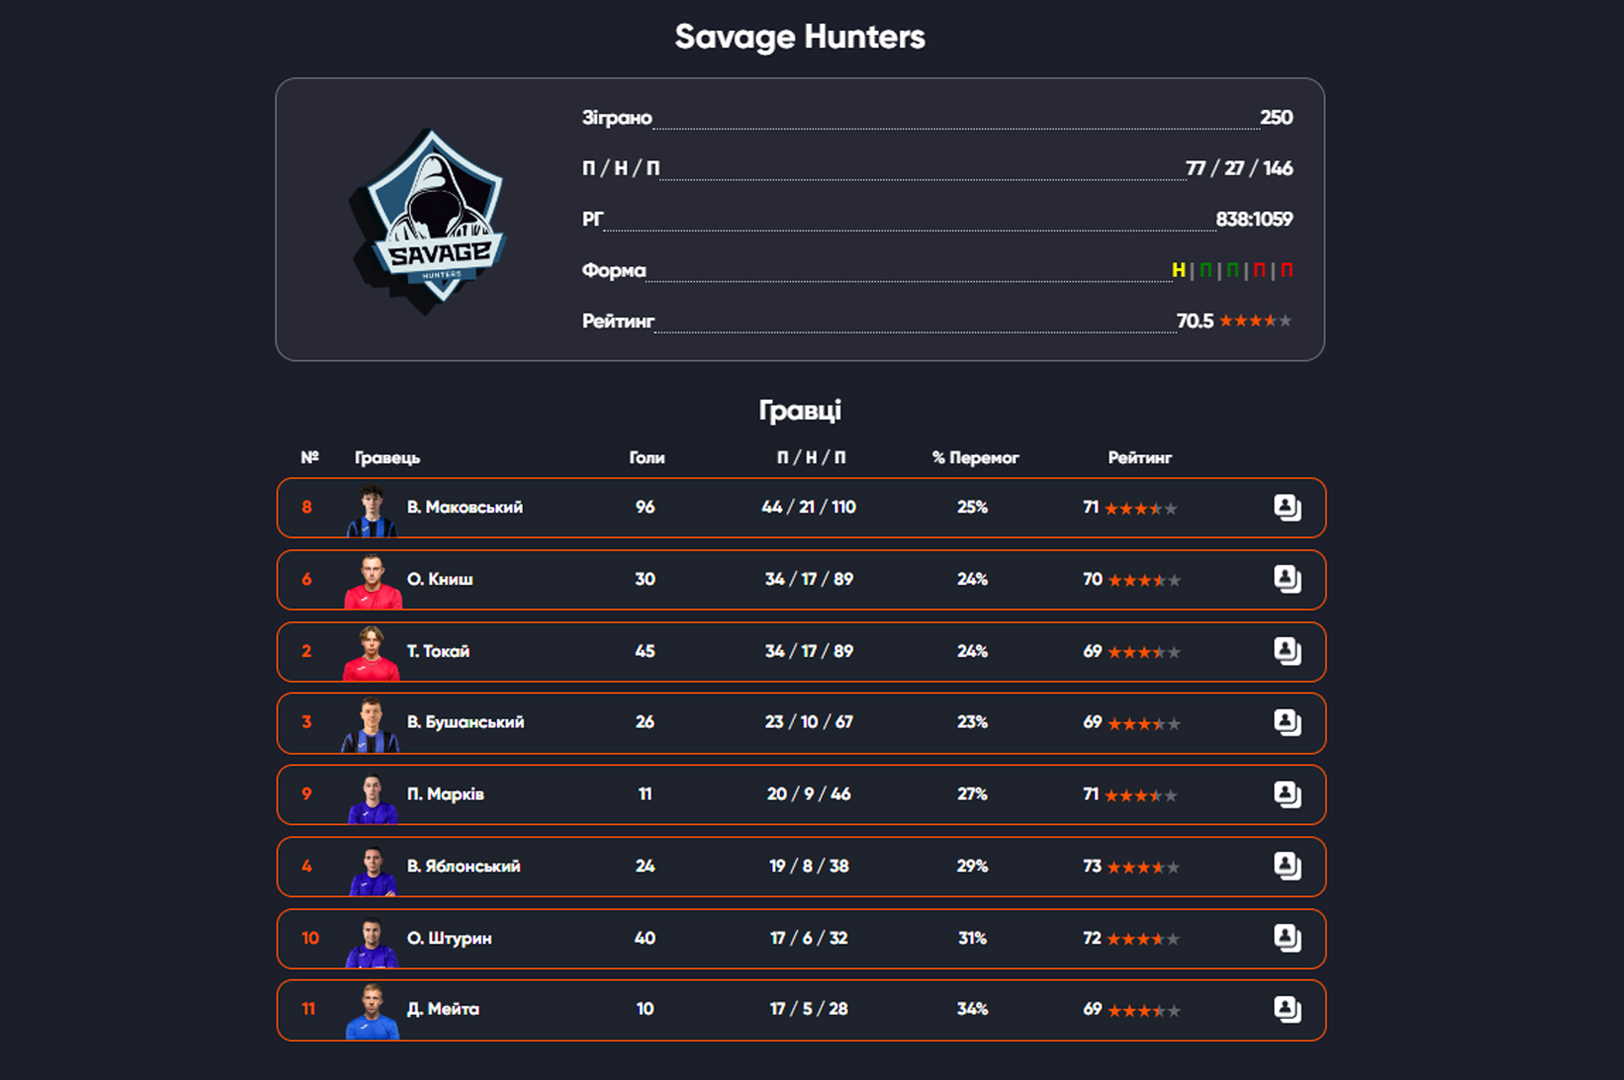 Savage Hunters
SAVAGE
HUNTERS
Зіграно 250
П / Н / П 77 / 27 / 146
РГ 838:1059
Форма Н | П | П | П | П
Рейтинг 70.5
Гравці
№ Гравець Голи П / Н / П % Перемог Рейтинг
8 В. Маковський 96 44 / 21 / 110 25% 71
6 О. Книш 30 34 / 17 / 89 24% 70
2 Т. Токай 45 34 / 17 / 89 24% 69
3 В. Бушанський 26 23 / 10 / 67 23% 69
9 П. Марків 11 20 / 9 / 46 27% 71
4 В. Яблонський 24 19 / 8 / 38 29% 73
10 О. Штурин 40 17 / 6 / 32 31% 72
11 Д. Мейта 10 17 / 5 / 28 34% 69